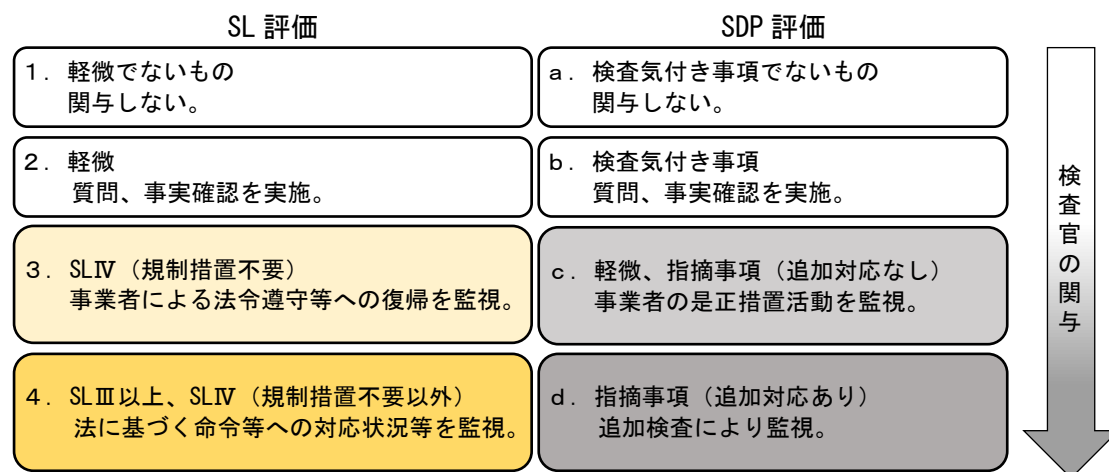 SL 評価
1. 軽微でないもの
関与しない。
2. 軽微
質問、事実確認を実施。
3. SLⅣ（規制措置不要）
事業者による法令遵守等への復帰を監視。
4. SLⅢ以上、SLⅣ（規制措置不要以外）
法に基づく命令等への対応状況等を監視。
SDP 評価
a. 検査気付き事項でないもの
関与しない。
b. 検査気付き事項
質問、事実確認を実施。
c. 軽微、指摘事項（追加対応なし）
事業者の是正措置活動を監視。
d. 指摘事項（追加対応あり）
追加検査により監視。
検査官の関与